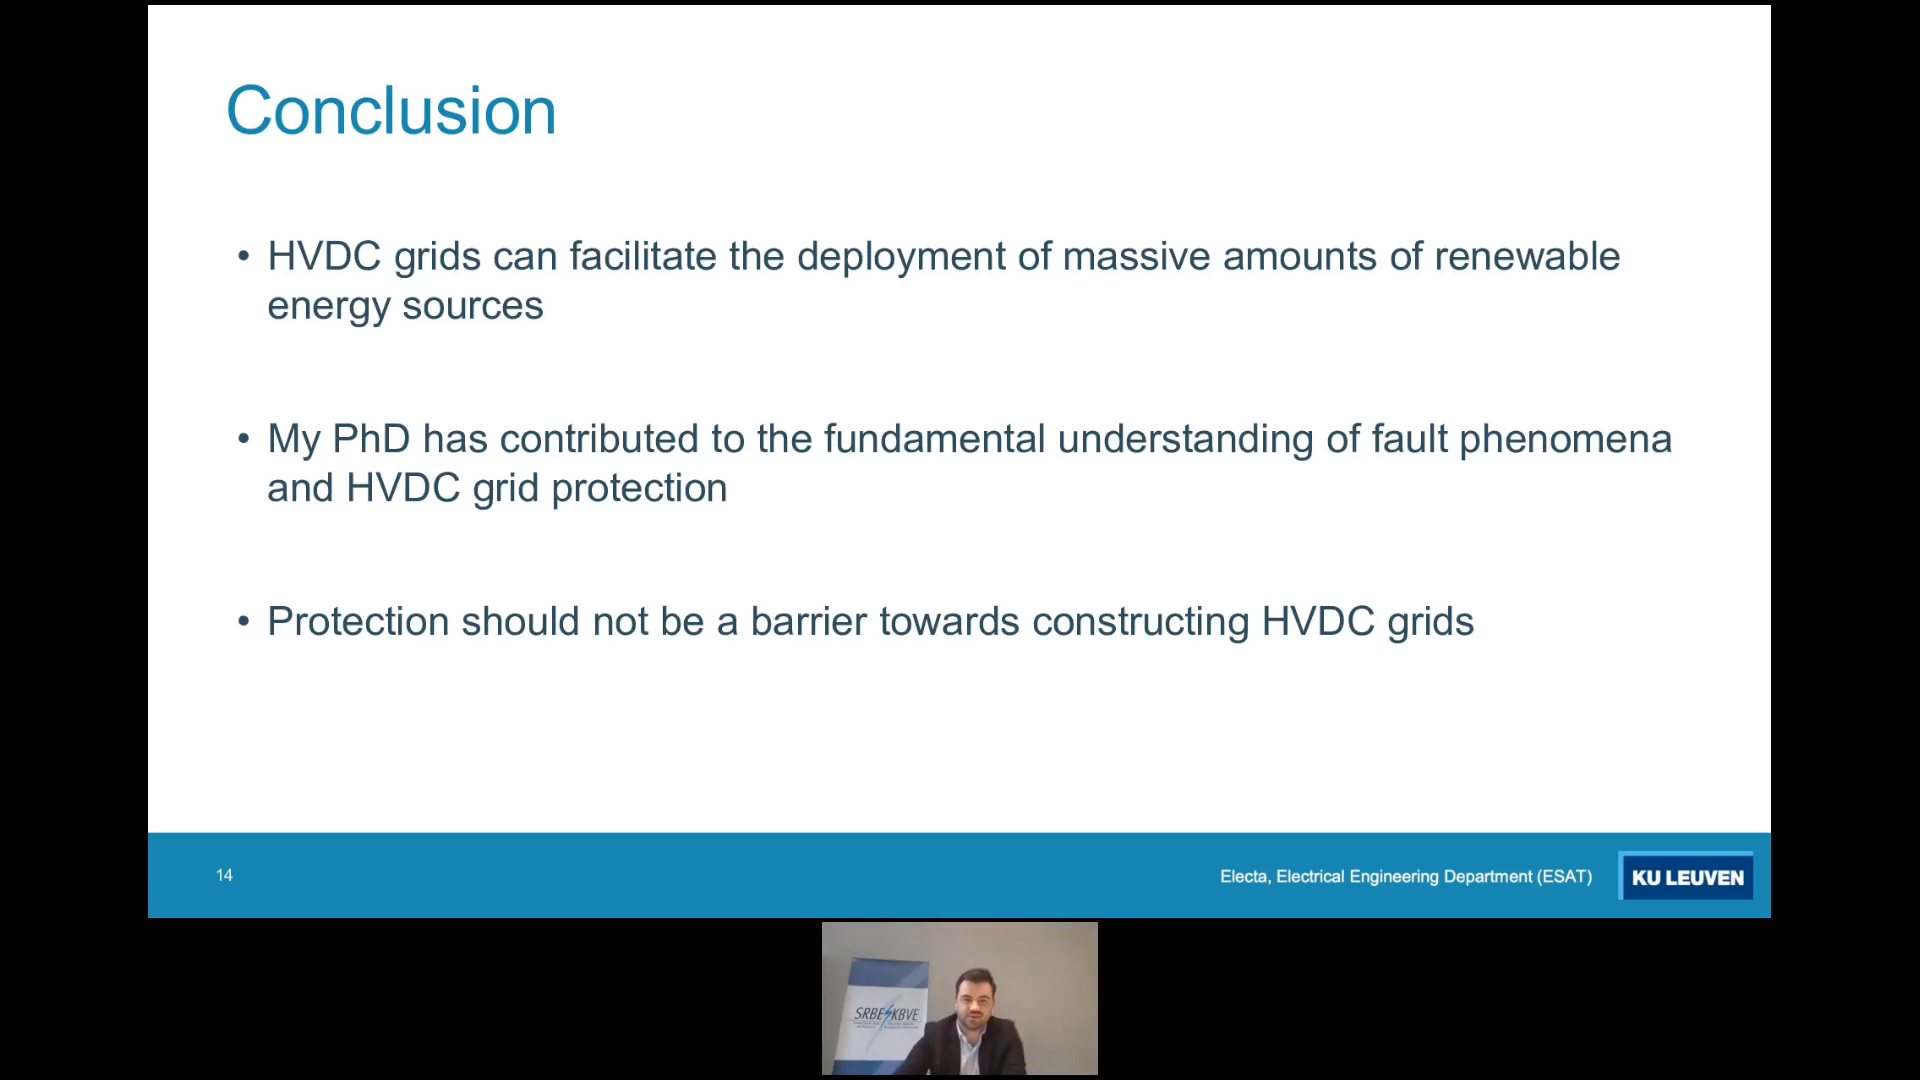 Conclusion
• HVDC grids can facilitate the deployment of massive amounts of renewable
energy sources
• My PhD has contributed to the fundamental understanding of fault phenomena
and HVDC grid protection
• Protection should not be a barrier towards constructing HVDC grids
14
Electa, Electrical Engineering Department (ESAT)
KU LEUVEN
SRBE KBVE